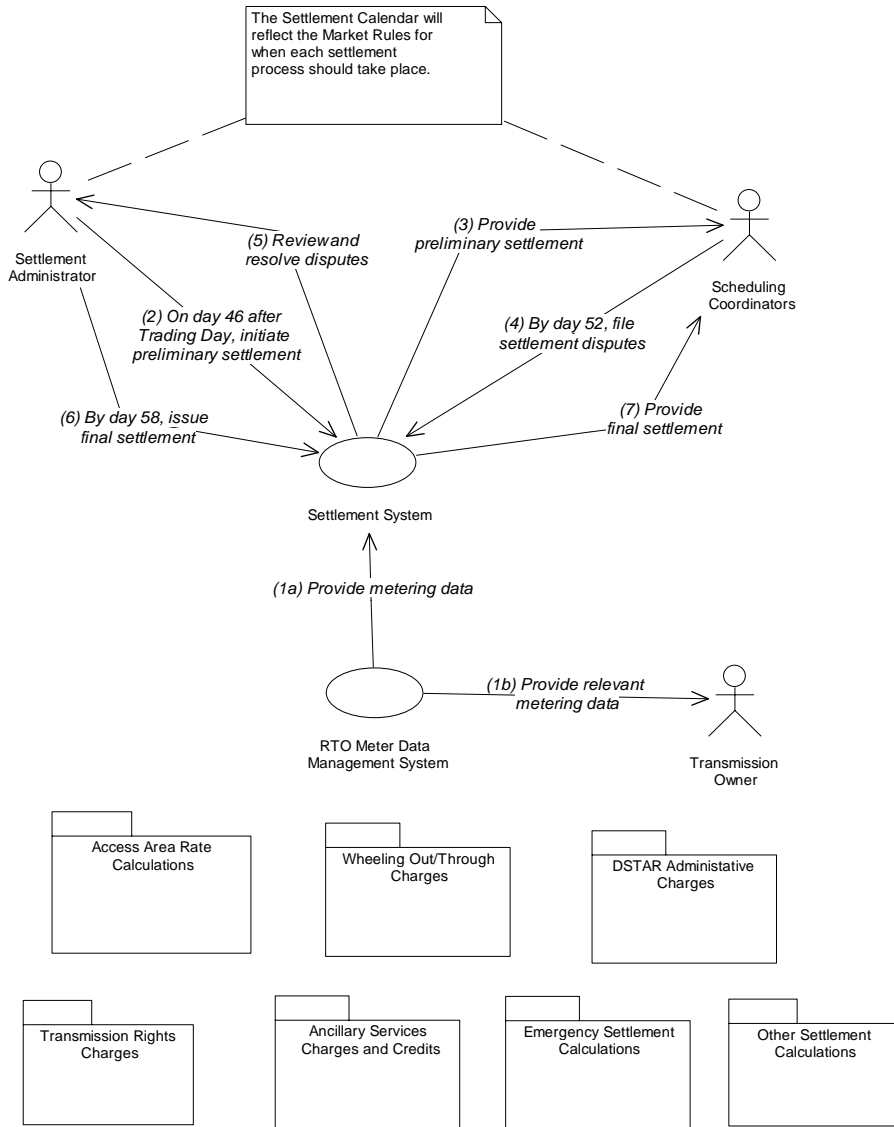 The Settlement Calendar will
reflect the Market Rules for
when each settlement
process should take place.
Settlement
Administrator
Scheduling
Coordinators
(5) Reviewand
resolve disputes
(3) Provide
preliminary settlement
(2) On day 46 after
Trading Day, initiate
preliminary settlement
(4) By day 52, file
settlement disputes
(6) By day 58, issue
final settlement
(7) Provide
final settlement
Settlement System
(1a) Provide metering data
(1b) Provide relevant
metering data
RTO Meter Data
Management System
Transmission
Owner
Access Area Rate
Calculations
Wheeling Out/Through
Charges
DSTAR Administative
Charges
Transmission Rights
Charges
Ancillary Services
Charges and Credits
Emergency Settlement
Calculations
Other Settlement
Calculations